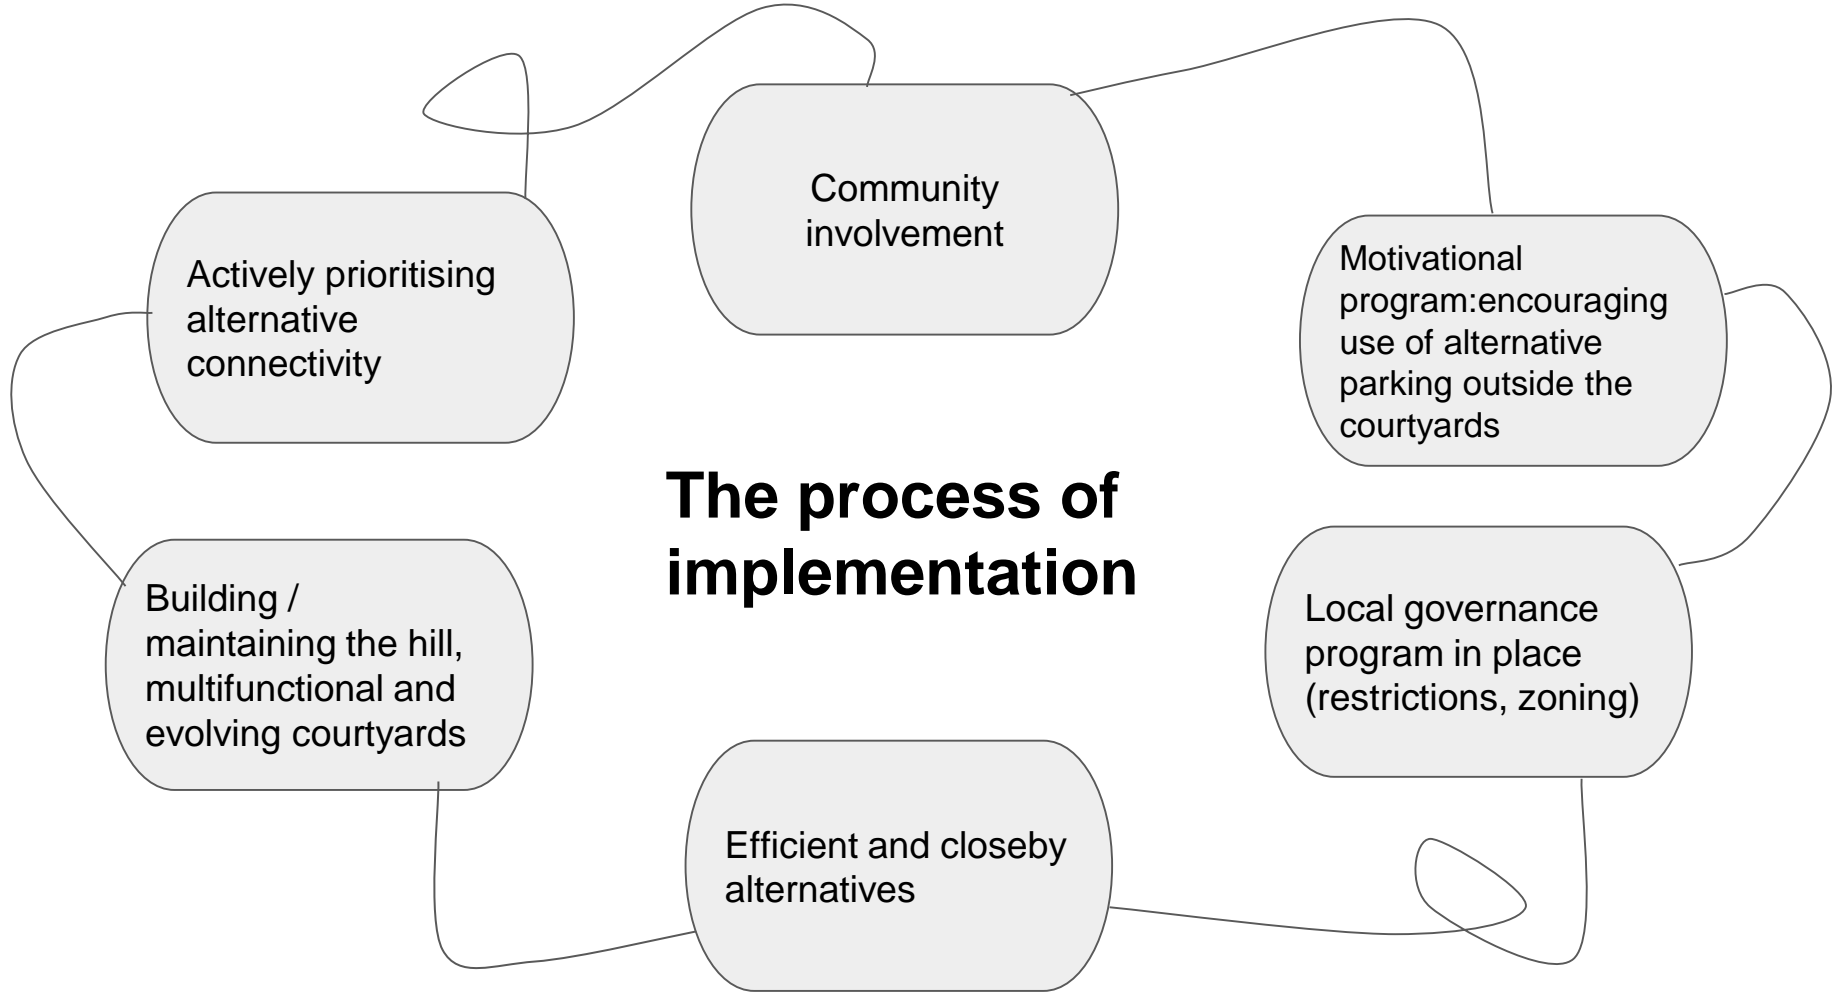 Community
involvement
Actively prioritising
alternative
connectivity
Motivational
program:encouraging
use of alternative
parking outside the
courtyards
The process of
implementation
Building /
maintaining the hill,
multifunctional and
evolving courtyards
Local governance
program in place
(restrictions, zoning)
Efficient and closeby
alternatives